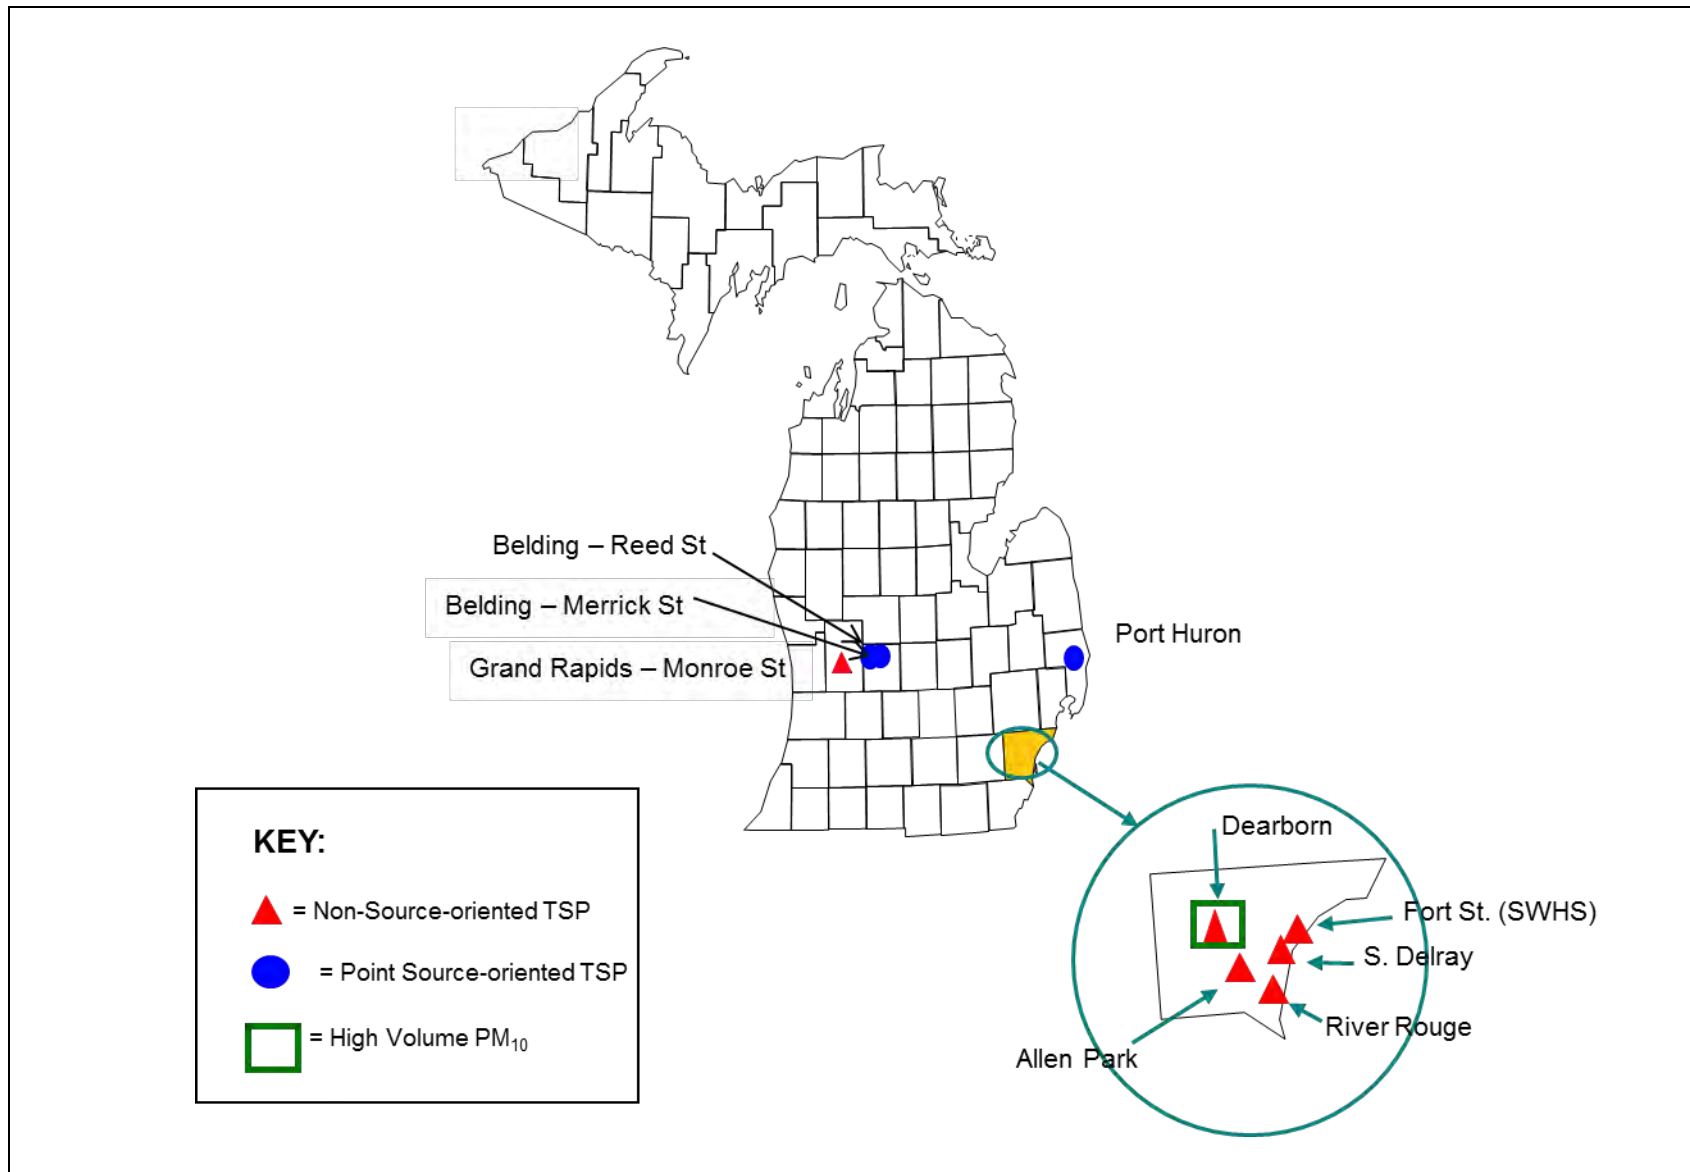 Belding – Reed St
Belding – Merrick St
Grand Rapids – Monroe St
Port Huron
KEY:
= Non-Source-oriented TSP
= Point Source-oriented TSP
= High Volume PM₁₀
Dearborn
Fort St. (SWHS)
S. Delray
River Rouge
Allen Park